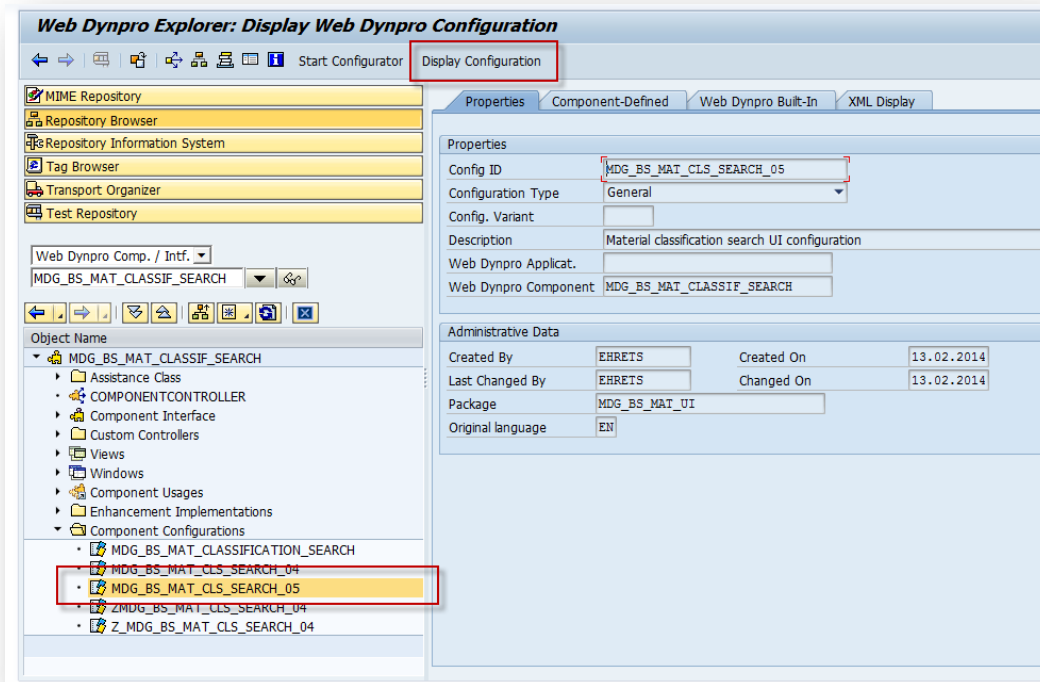 Web Dynpro Explorer: Display Web Dynpro Configuration
Start Configurator Display Configuration
MIME Repository
Repository Browser
Repository Information System
Tag Browser
Transport Organizer
Test Repository
Web Dynpro Comp. / Intf.
MDG_BS_MAT_CLASSIF_SEARCH
Object Name
MDG_BS_MAT_CLASSIF_SEARCH
Assistance Class
COMPONENTCONTROLLER
Component Interface
Custom Controllers
Views
Windows
Component Usages
Enhancement Implementations
Component Configurations
MDG_BS_MAT_CLASSIFICATION_SEARCH
MDG_BS_MAT_CLS_SEARCH_04
MDG_BS_MAT_CLS_SEARCH_05
ZMDG_BS_MAT_CLS_SEARCH_04
Z_MDG_BS_MAT_CLS_SEARCH_04
Properties Component-Defined Web Dynpro Built-In XML Display
Properties
Config ID MDG_BS_MAT_CLS_SEARCH_05
Configuration Type General
Config. Variant
Description Material classification search UI configuration
Web Dynpro Applicat.
Web Dynpro Component MDG_BS_MAT_CLASSIF_SEARCH
Administrative Data
Created By EHRETS Created On 13.02.2014
Last Changed By EHRETS Changed On 13.02.2014
Package MDG_BS_MAT_UI
Original language EN